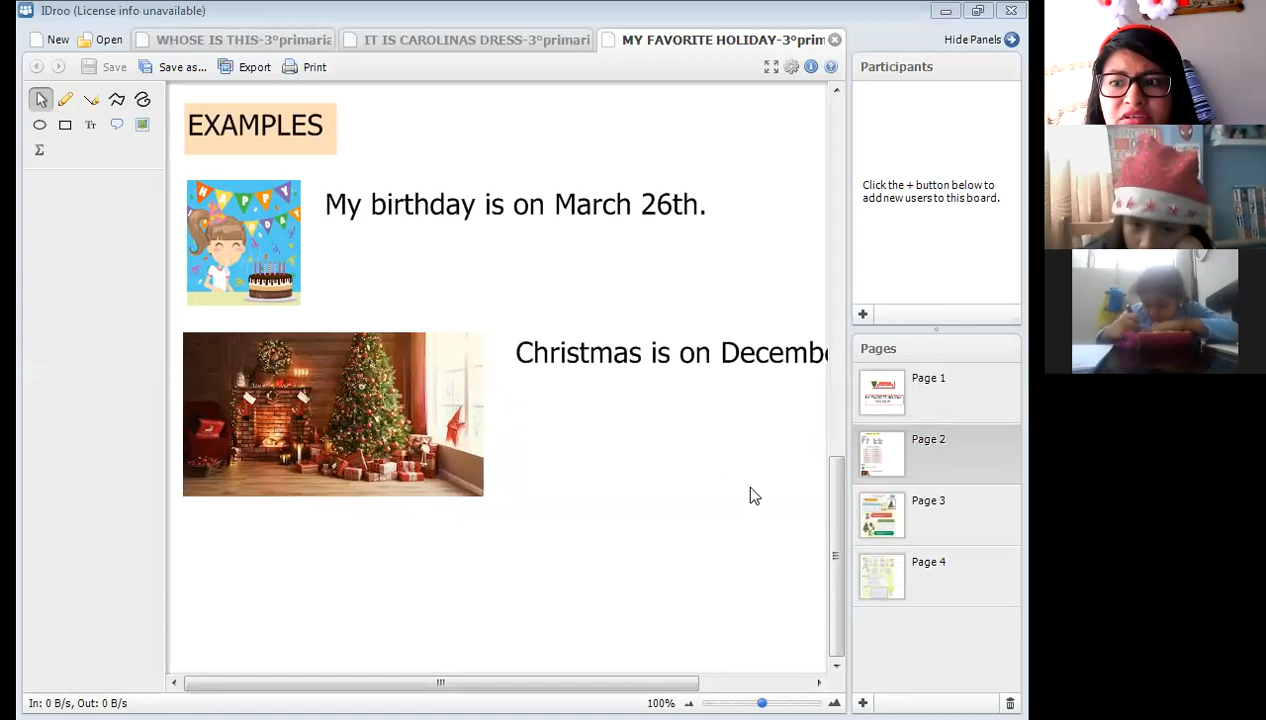 IDroo (License info unavailable)
New Open WHOSE IS THIS-3°primaria IT IS CAROLINAS DRESS-3°primari MY FAVORITE HOLIDAY-3°prim Hide Panels
Save Save as... Export Print
Participants
Click the + button below to
add new users to this board.
EXAMPLES
My birthday is on March 26th.
Christmas is on Decembe
Pages
Page 1
Page 2
Page 3
Page 4
In: 0 B/s, Out: 0 B/s
100%